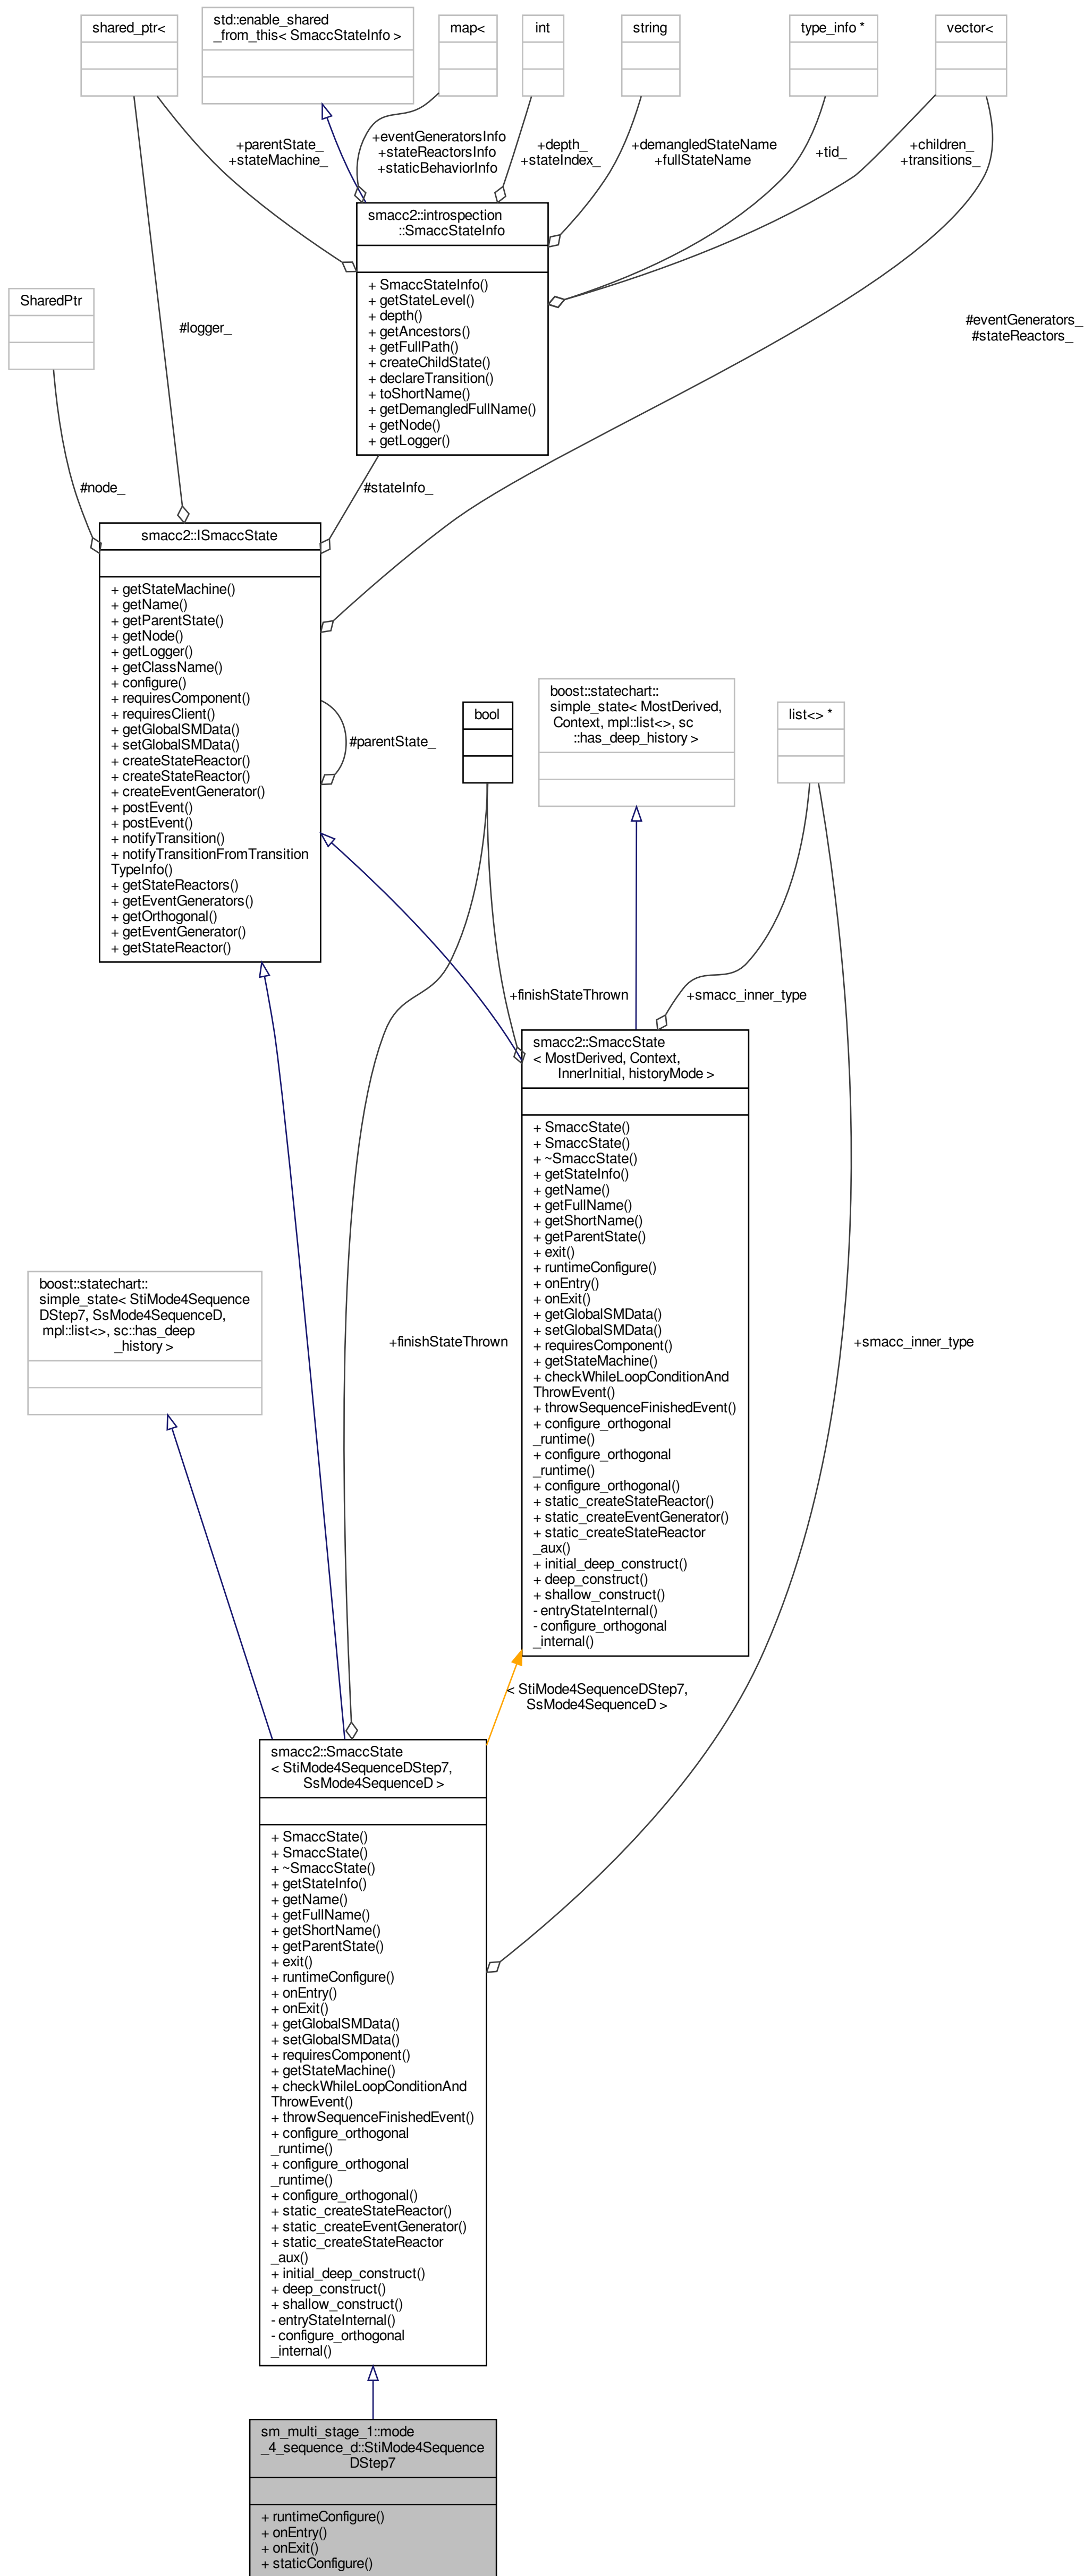 shared_ptr<
std::enable_shared
_from_this< SmaccStateInfo >
map<
int
string
type_info *
vector<
+parentState_
+stateMachine_
+eventGeneratorsInfo
+stateReactorsInfo
+staticBehaviorInfo
+depth_
+stateIndex_
+demangledStateName
+fullStateName
+tid_
+children_
+transitions_
smacc2::introspection
::SmaccStateInfo
+ SmaccStateInfo()
+ getStateLevel()
+ depth()
+ getAncestors()
+ getFullPath()
+ createChildState()
+ declareTransition()
+ toShortName()
+ getDemangledFullName()
+ getNode()
+ getLogger()
SharedPtr
#logger_
#eventGenerators_
#stateReactors_
#node_
#stateInfo_
smacc2::ISmaccState
+ getStateMachine()
+ getName()
+ getParentState()
+ getNode()
+ getLogger()
+ getClassName()
+ configure()
+ requiresComponent()
+ requiresClient()
+ getGlobalSMData()
+ setGlobalSMData()
+ createStateReactor()
+ createStateReactor()
+ createEventGenerator()
+ postEvent()
+ postEvent()
+ notifyTransition()
+ notifyTransitionFromTransition
TypeInfo()
+ getStateReactors()
+ getEventGenerators()
+ getOrthogonal()
+ getEventGenerator()
+ getStateReactor()
#parentState_
bool
boost::statechart::
simple_state< MostDerived,
Context, mpl::list<>, sc
::has_deep_history >
list<> *
+finishStateThrown
+smacc_inner_type
smacc2::SmaccState
< MostDerived, Context,
InnerInitial, historyMode >
+ SmaccState()
+ SmaccState()
+ ~SmaccState()
+ getStateInfo()
+ getName()
+ getFullName()
+ getShortName()
+ getParentState()
+ exit()
+ runtimeConfigure()
+ onEntry()
+ onExit()
+ getGlobalSMData()
+ setGlobalSMData()
+ requiresComponent()
+ getStateMachine()
+ checkWhileLoopConditionAnd
ThrowEvent()
+ throwSequenceFinishedEvent()
+ configure_orthogonal
_runtime()
+ configure_orthogonal
_runtime()
+ configure_orthogonal()
+ static_createStateReactor()
+ static_createEventGenerator()
+ static_createStateReactor
_aux()
+ initial_deep_construct()
+ deep_construct()
+ shallow_construct()
- entryStateInternal()
- configure_orthogonal
_internal()
boost::statechart::
simple_state< StiMode4Sequence
DStep7, SsMode4SequenceD,
mpl::list<>, sc::has_deep
_history >
+finishStateThrown
+smacc_inner_type
< StiMode4SequenceDStep7,
SsMode4SequenceD >
smacc2::SmaccState
< StiMode4SequenceDStep7,
SsMode4SequenceD >
+ SmaccState()
+ SmaccState()
+ ~SmaccState()
+ getStateInfo()
+ getName()
+ getFullName()
+ getShortName()
+ getParentState()
+ exit()
+ runtimeConfigure()
+ onEntry()
+ onExit()
+ getGlobalSMData()
+ setGlobalSMData()
+ requiresComponent()
+ getStateMachine()
+ checkWhileLoopConditionAnd
ThrowEvent()
+ throwSequenceFinishedEvent()
+ configure_orthogonal
_runtime()
+ configure_orthogonal
_runtime()
+ configure_orthogonal()
+ static_createStateReactor()
+ static_createEventGenerator()
+ static_createStateReactor
_aux()
+ initial_deep_construct()
+ deep_construct()
+ shallow_construct()
- entryStateInternal()
- configure_orthogonal
_internal()
sm_multi_stage_1::mode
_4_sequence_d::StiMode4Sequence
DStep7
+ runtimeConfigure()
+ onEntry()
+ onExit()
+ staticConfigure()